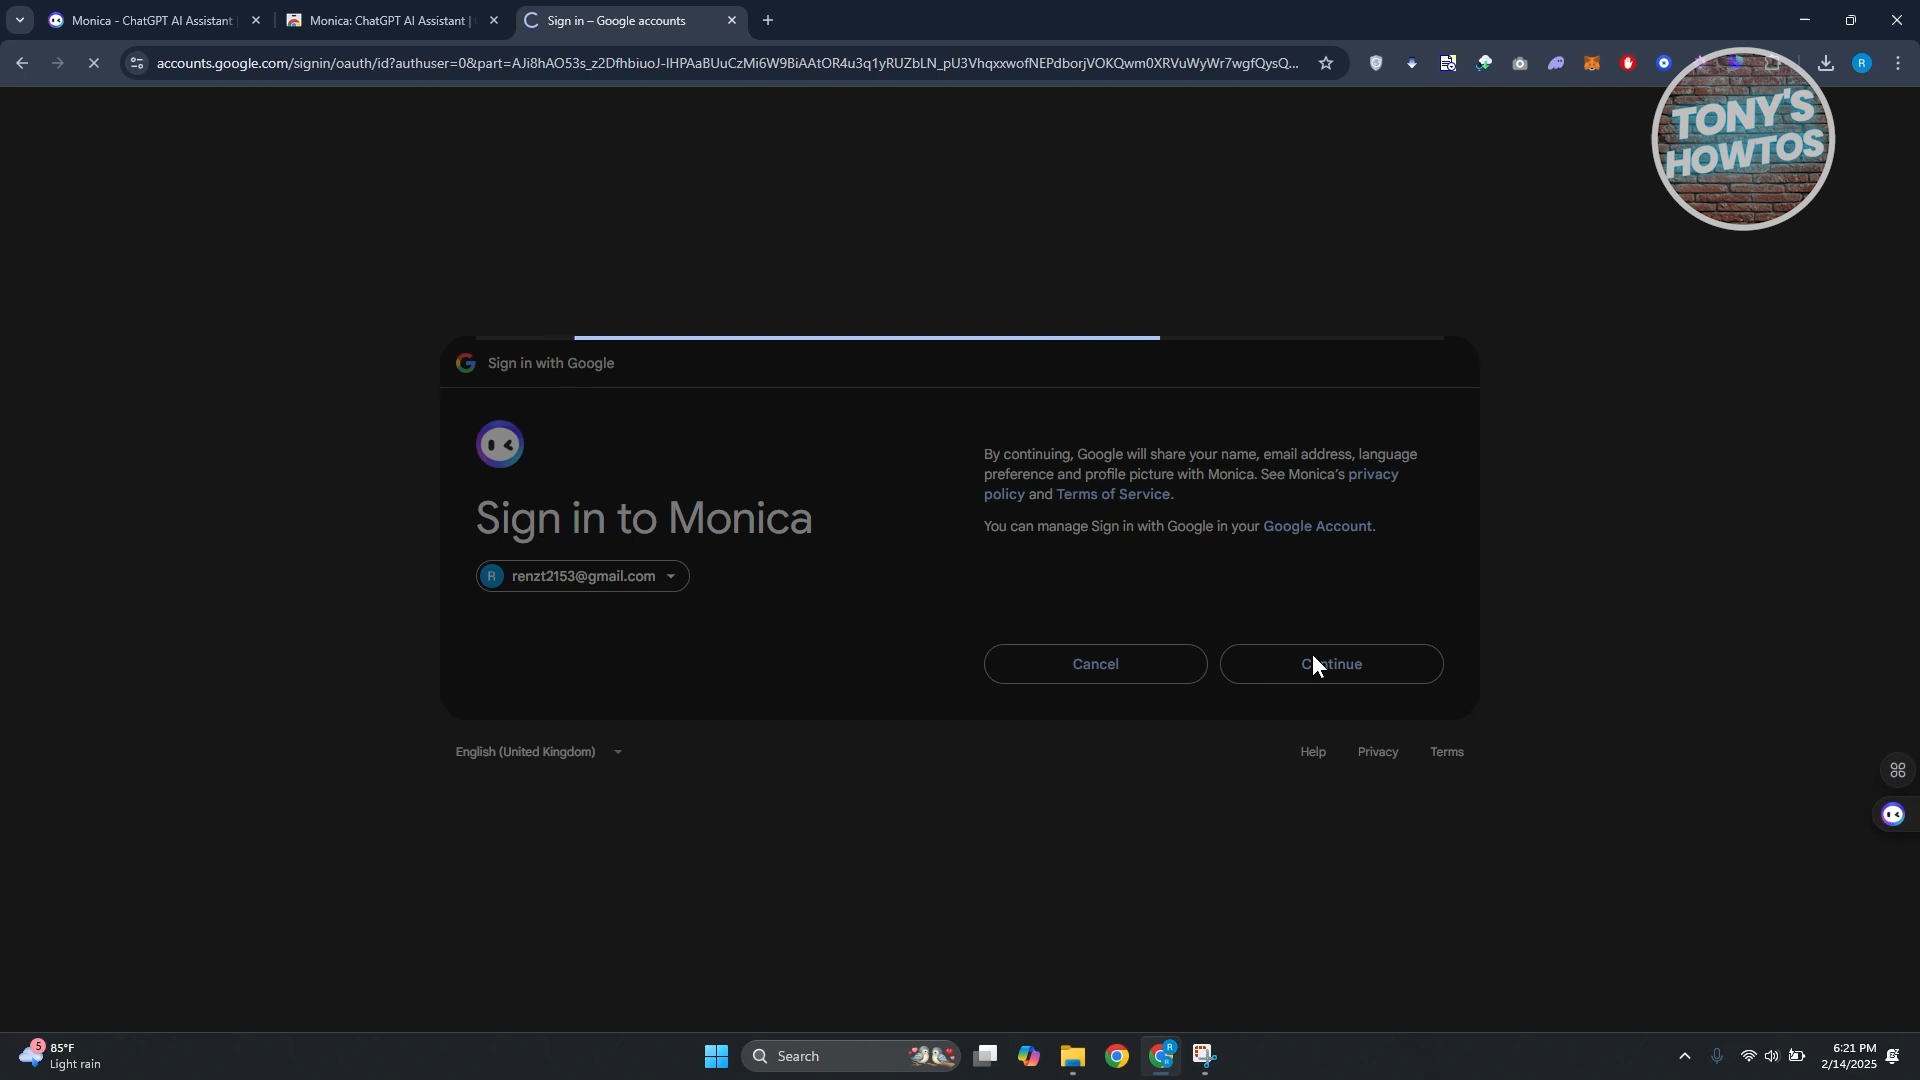 Monica - ChatGPT AI Assistant
Monica: ChatGPT AI Assistant |
Sign in – Google accounts
accounts.google.com/signin/oauth/id?authuser=0&part=AJi8hAO53s_z2DfhbiuoJ-lHPAaBUuCzMi6W9BiAAtOR4u3q1yRUZbLN_pU3VhqxxwofNEPdborjVOKQwm0XRVuWyWr7wgfQysQ...
R
TONY'S
HOWTOS
Sign in with Google
Sign in to Monica
R renzt2153@gmail.com
By continuing, Google will share your name, email address, language
preference and profile picture with Monica. See Monica's privacy
policy and Terms of Service.
You can manage Sign in with Google in your Google Account.
Cancel
Continue
English (United Kingdom)
Help
Privacy
Terms
5
85°F
Light rain
Search
R
6:21 PM
2/14/2025